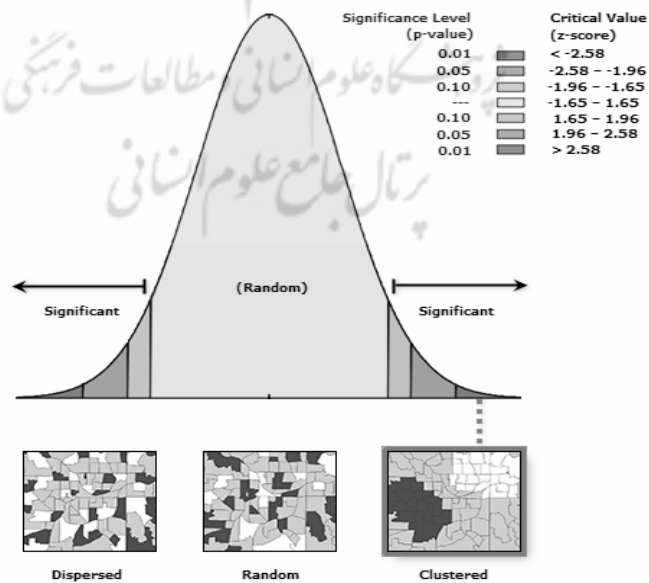 Significance Level
(p-value)
Critical Value
(z-score)
0.01 < -2.58
0.05 -2.58 – -1.96
0.10 -1.96 – -1.65
--- -1.65 – 1.65
0.10 1.65 – 1.96
0.05 1.96 – 2.58
0.01 > 2.58
پژوهشگاه علوم انسانی و مطالعات فرهنگی
پرتال جامع علوم انسانی
(Random)
Significant
Significant
Dispersed
Random
Clustered